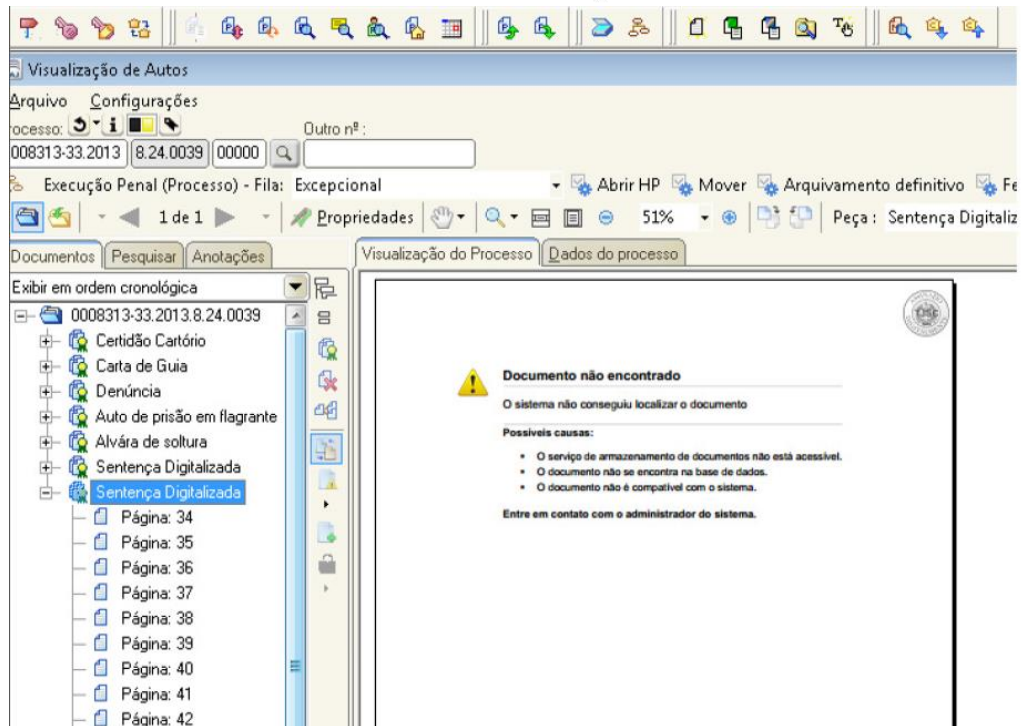 Visualização de Autos
Arquivo Configurações
rocesso: Outro nº :
008313-33.2013 8.24.0039 00000
Execução Penal (Processo) - Fila: Excepcional Abrir HP Mover Arquivamento definitivo Fe
1 de 1 Propriedades 51% Peça : Sentença Digitaliz
Documentos Pesquisar Anotações Visualização do Processo Dados do processo
Exibir em ordem cronológica
0008313-33.2013.8.24.0039
Certidão Cartório
Carta de Guia
Denúncia
Auto de prisão em flagrante
Alvára de soltura
Sentença Digitalizada
Sentença Digitalizada
Página: 34
Página: 35
Página: 36
Página: 37
Página: 38
Página: 39
Página: 40
Página: 41
Página: 42
Documento não encontrado
O sistema não conseguiu localizar o documento
Possíveis causas:
▪ O serviço de armazenamento de documentos não está acessível.
▪ O documento não se encontra na base de dados.
▪ O documento não é compatível com o sistema.
Entre em contato com o administrador do sistema.